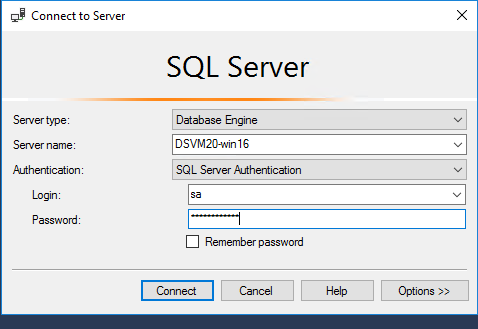 Connect to Server
SQL Server
Server type: Database Engine
Server name: DSVM20-win16
Authentication: SQL Server Authentication
Login: sa
Password: ************
Remember password
Connect Cancel Help Options >>